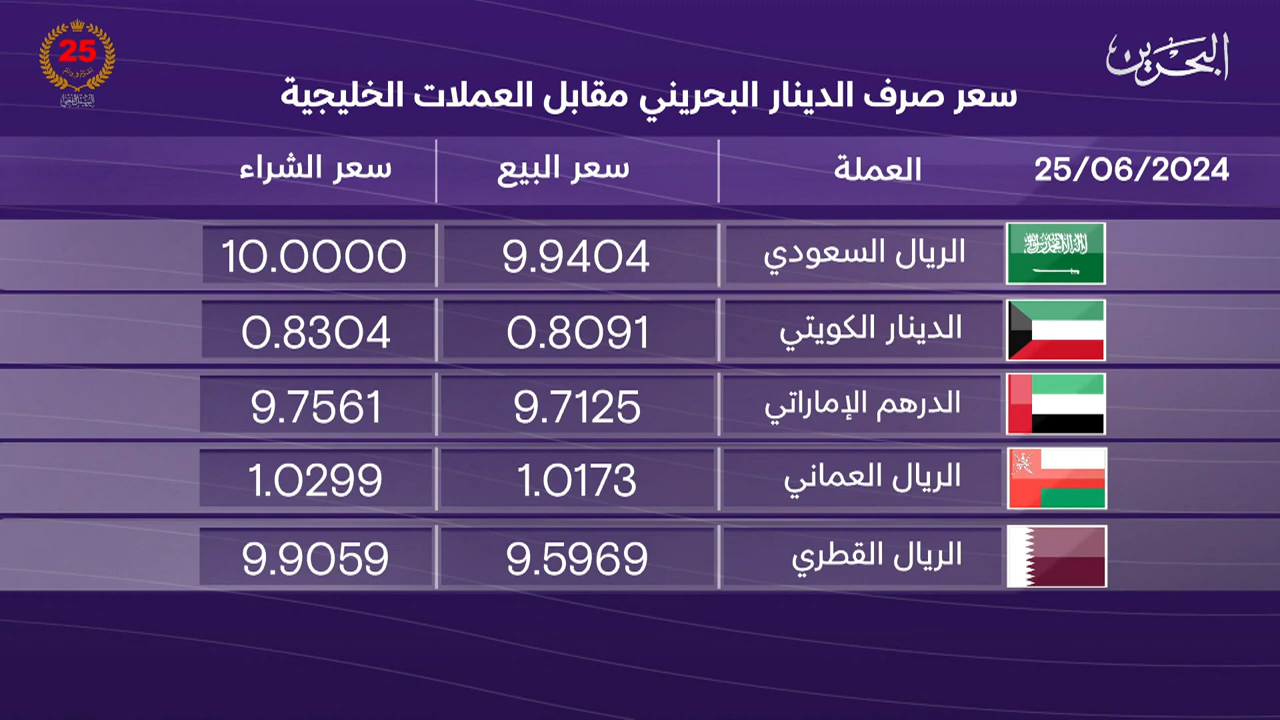 البحرين
25
سعر صرف الدينار البحريني مقابل العملات الخليجية
25/06/2024 العملة سعر البيع سعر الشراء
الريال السعودي 9.9404 10.0000
الدينار الكويتي 0.8091 0.8304
الدرهم الإماراتي 9.7125 9.7561
الريال العماني 1.0173 1.0299
الريال القطري 9.5969 9.9059